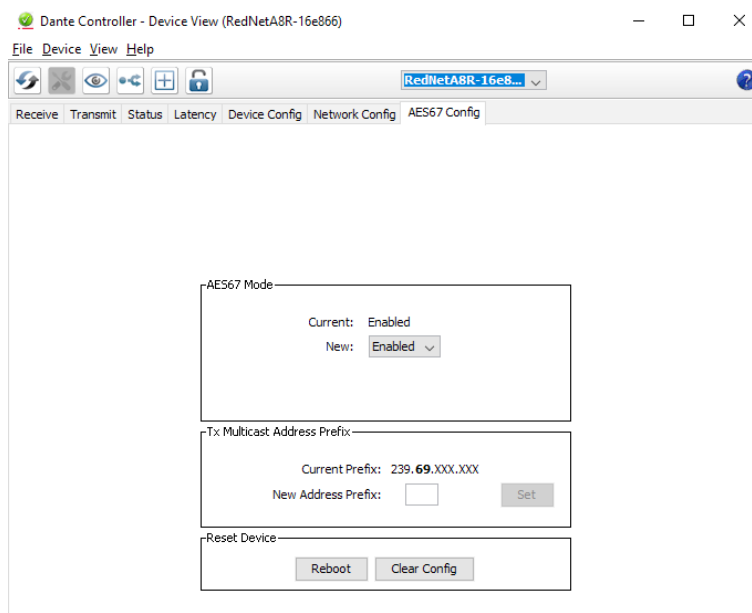 Dante Controller - Device View (RedNetA8R-16e866)
File Device View Help
RedNetA8R-16e8...
Receive Transmit Status Latency Device Config Network Config AES67 Config
AES67 Mode
Current: Enabled
New: Enabled
Tx Multicast Address Prefix
Current Prefix: 239.69.XXX.XXX
New Address Prefix: Set
Reset Device
Reboot Clear Config